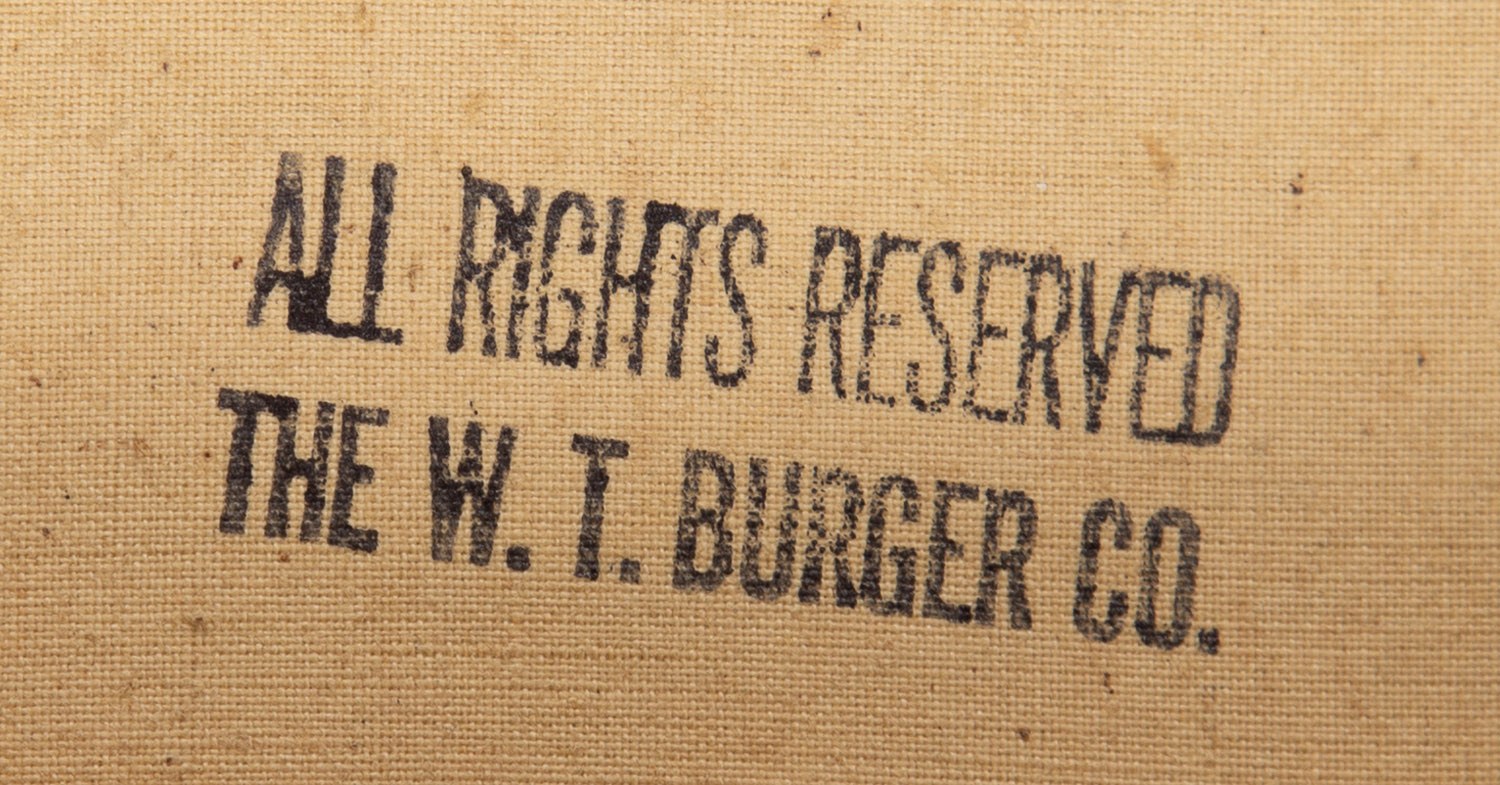 ALL RIGHTS RESERVED
THE W. T. BURGER CO.